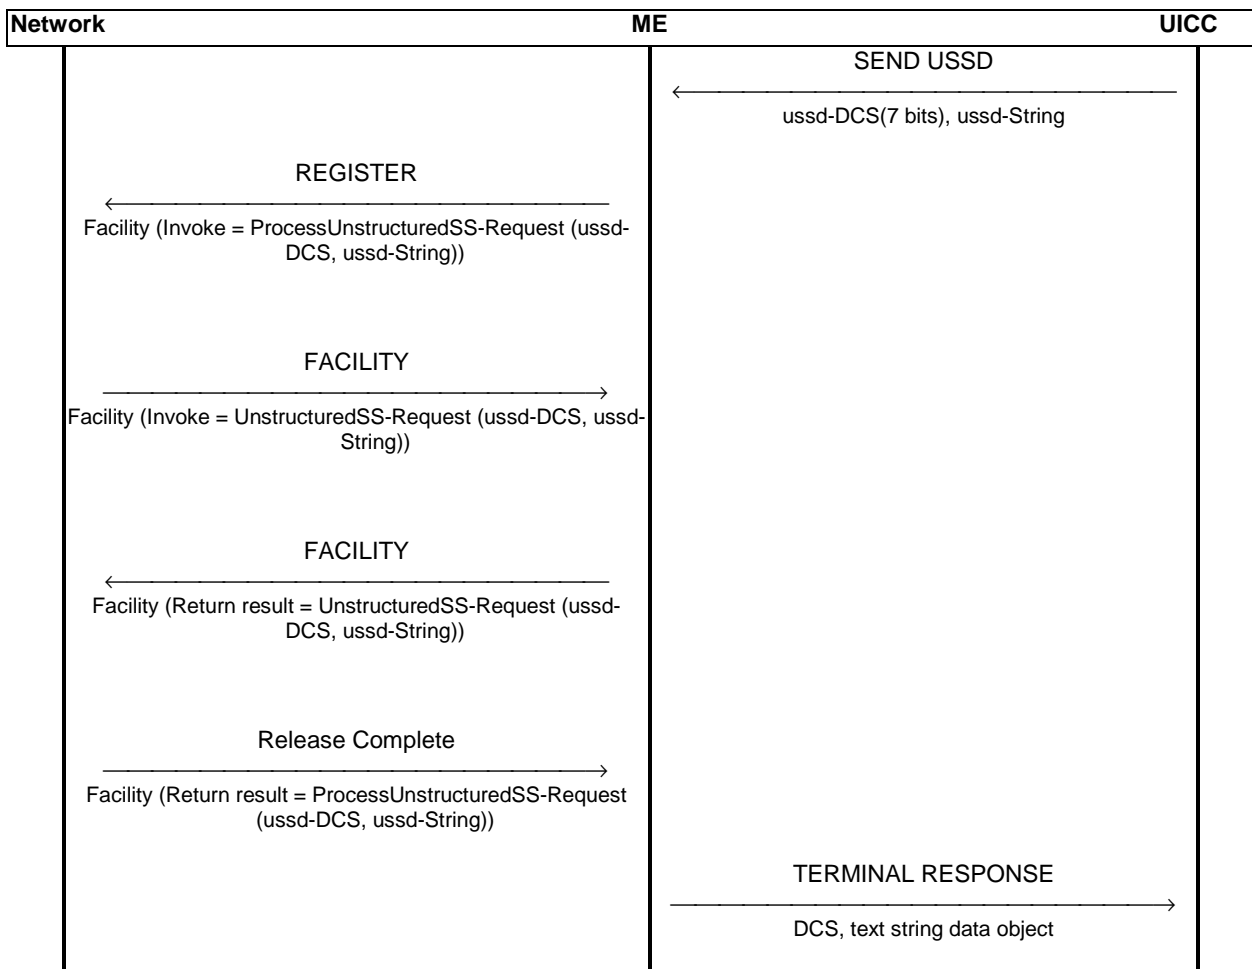 Network ME UICC
SEND USSD
ussd-DCS(7 bits), ussd-String
REGISTER
Facility (Invoke = ProcessUnstructuredSS-Request (ussd-
DCS, ussd-String))
FACILITY
Facility (Invoke = UnstructuredSS-Request (ussd-DCS, ussd-
String))
FACILITY
Facility (Return result = UnstructuredSS-Request (ussd-
DCS, ussd-String))
Release Complete
Facility (Return result = ProcessUnstructuredSS-Request
(ussd-DCS, ussd-String))
TERMINAL RESPONSE
DCS, text string data object